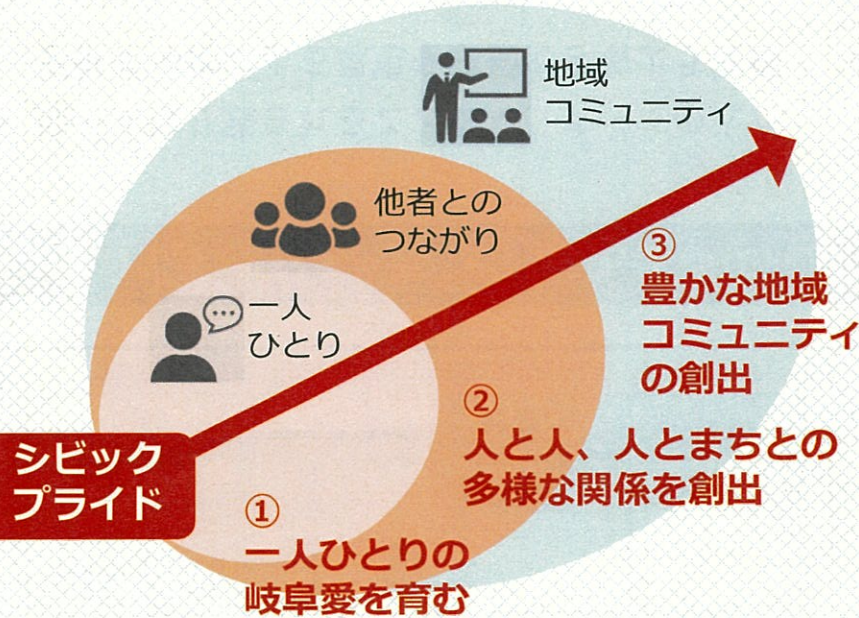 地域
コミュニティ
他者との
つながり
一人
ひとり
シビック
プライド
①
一人ひとりの
岐阜愛を育む
②
人と人、人とまちとの
多様な関係を創出
③
豊かな地域
コミュニティ
の創出